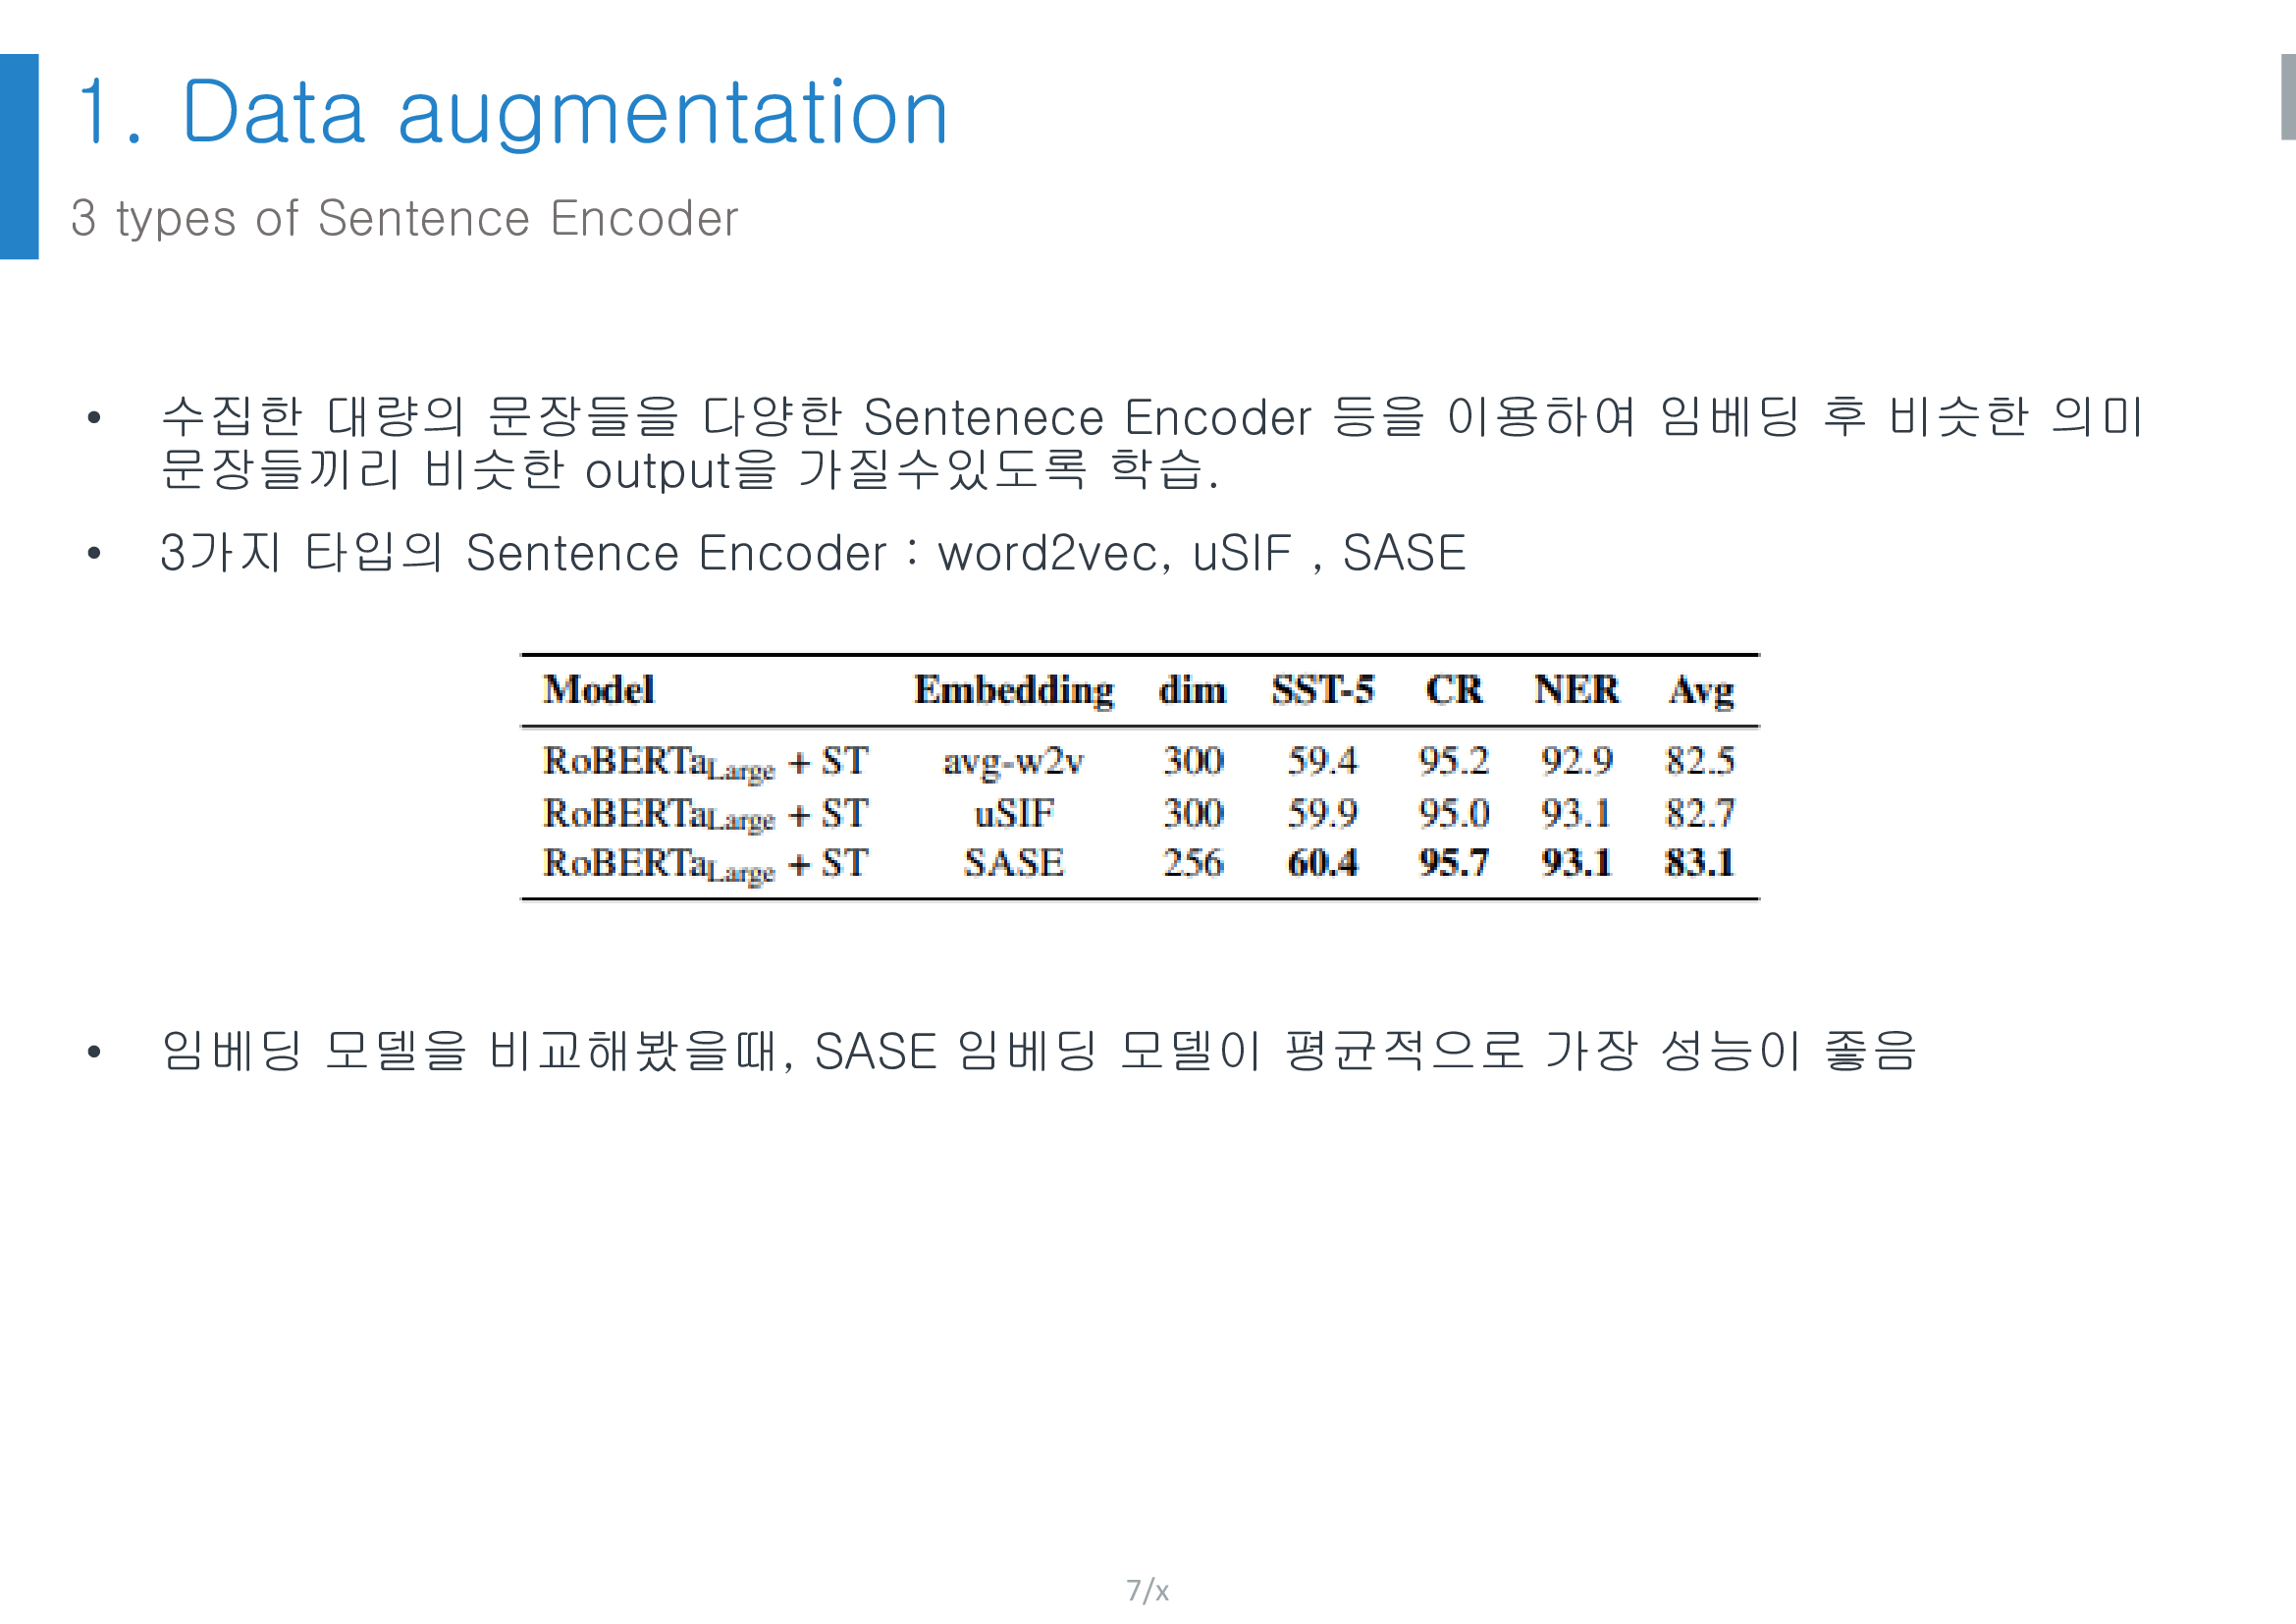 1. Data augmentation
3 types of Sentence Encoder
• 수집한 대량의 문장들을 다양한 Sentenece Encoder 등을 이용하여 임베딩 후 비슷한 의미
문장들끼리 비슷한 output을 가질수있도록 학습.
• 3가지 타입의 Sentence Encoder : word2vec, uSIF , SASE
Model Embedding dim SST-5 CR NER Avg
RoBERTaLarge + ST avg-w2v 300 59.4 95.2 92.9 82.5
RoBERTaLarge + ST uSIF 300 59.9 95.0 93.1 82.7
RoBERTaLarge + ST SASE 256 60.4 95.7 93.1 83.1
• 임베딩 모델을 비교해봤을때, SASE 임베딩 모델이 평균적으로 가장 성능이 좋음
7/x